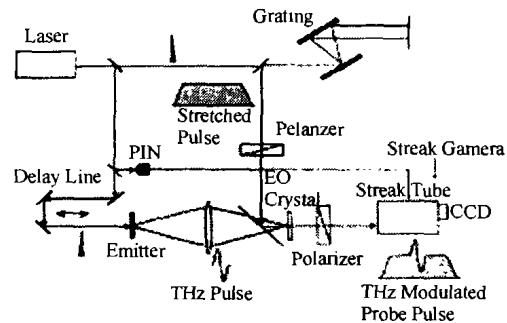 Grating
Laser
Stretched
Pulse
Pelanzer
Streak Gamera
PIN
Delay Line
EO
Crystal
Streak Tube
CCD
Emitter
Polarizer
THz Pulse
THz Modulated
Probe Pulse